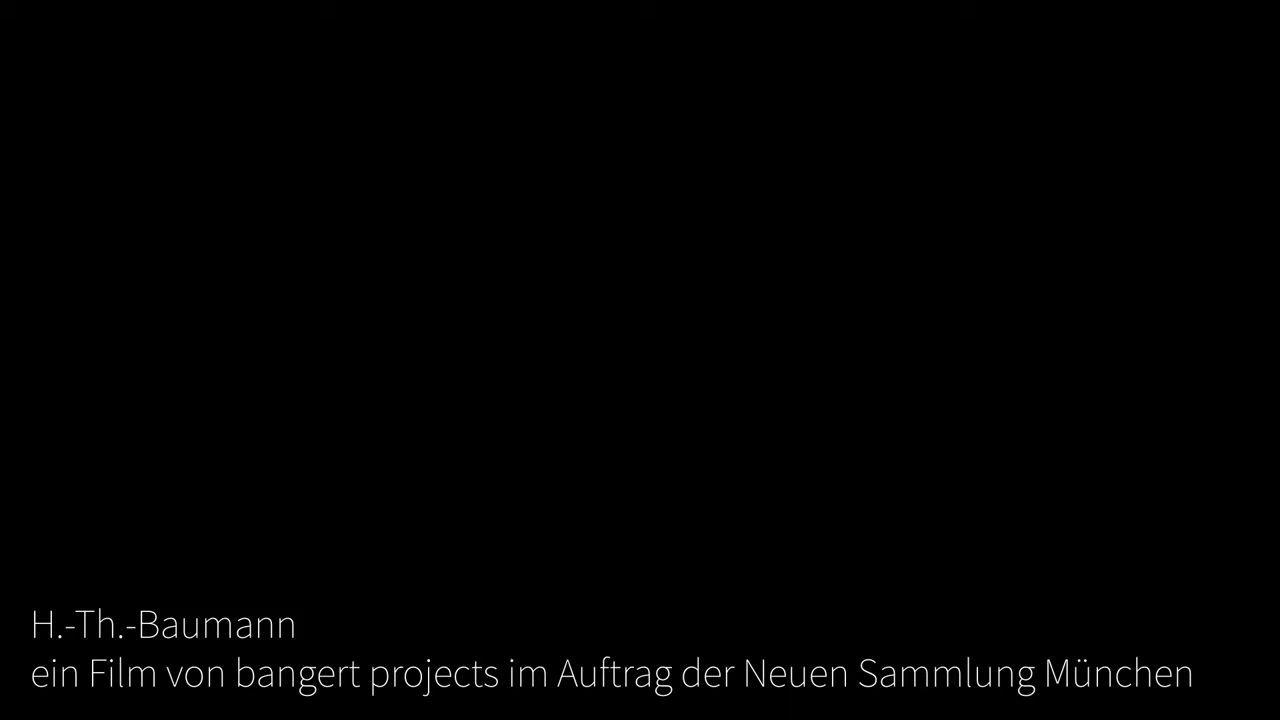 H.-Th.-Baumann
ein Film von bangert projects im Auftrag der Neuen Sammlung München